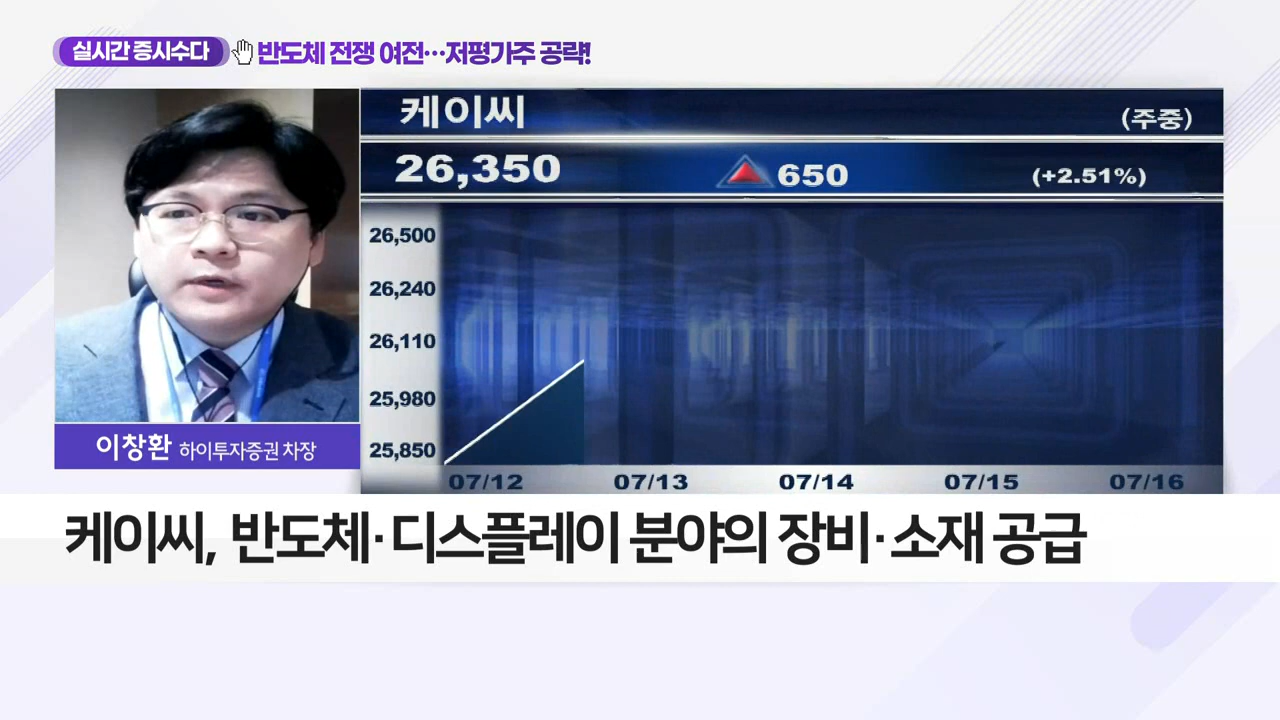 실시간 증시수다 반도체 전쟁 여전…저평가주 공략!
케이씨 (주중)
26,350 650 (+2.51%)
26,500
26,240
26,110
25,980
25,850
07/12 07/13 07/14 07/15 07/16
이창환 하이투자증권 차장
케이씨, 반도체·디스플레이 분야의 장비·소재 공급